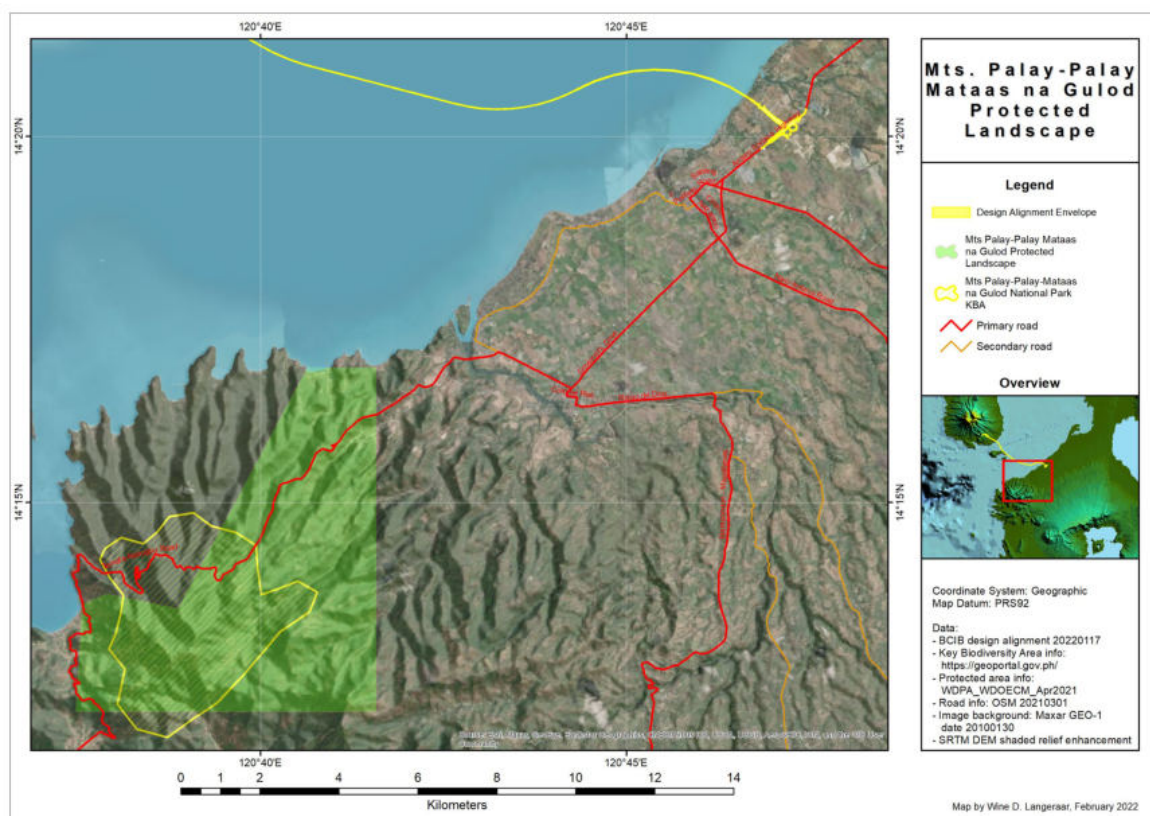 120°40'E
120°45'E
14°20'N
14°20'N
14°15'N
14°15'N
120°40'E
120°45'E
0
1
2
4
6
8
10
12
14
Kilometers
Mts. Palay-Palay
Mataas na Gulod
Protected
Landscape
Legend
Design Alignment Envelope
Mts Palay-Palay Mataas
na Gulod Protected
Landscape
Mts Palay-Palay-Mataas
na Gulod National Park
KBA
Primary road
Secondary road
Overview
Coordinate System: Geographic
Map Datum: PRS92
Data:
- BCIB design alignment 20220117
- Key Biodiversity Area info:
https://geoportal.gov.ph/
- Protected area info:
WDPA_WDOECM_Apr2021
- Road info: OSM 20210301
- Image background: Maxar GEO-1
date 20100130
- SRTM DEM shaded relief enhancement
Map by Wine D. Langeraar, February 2022